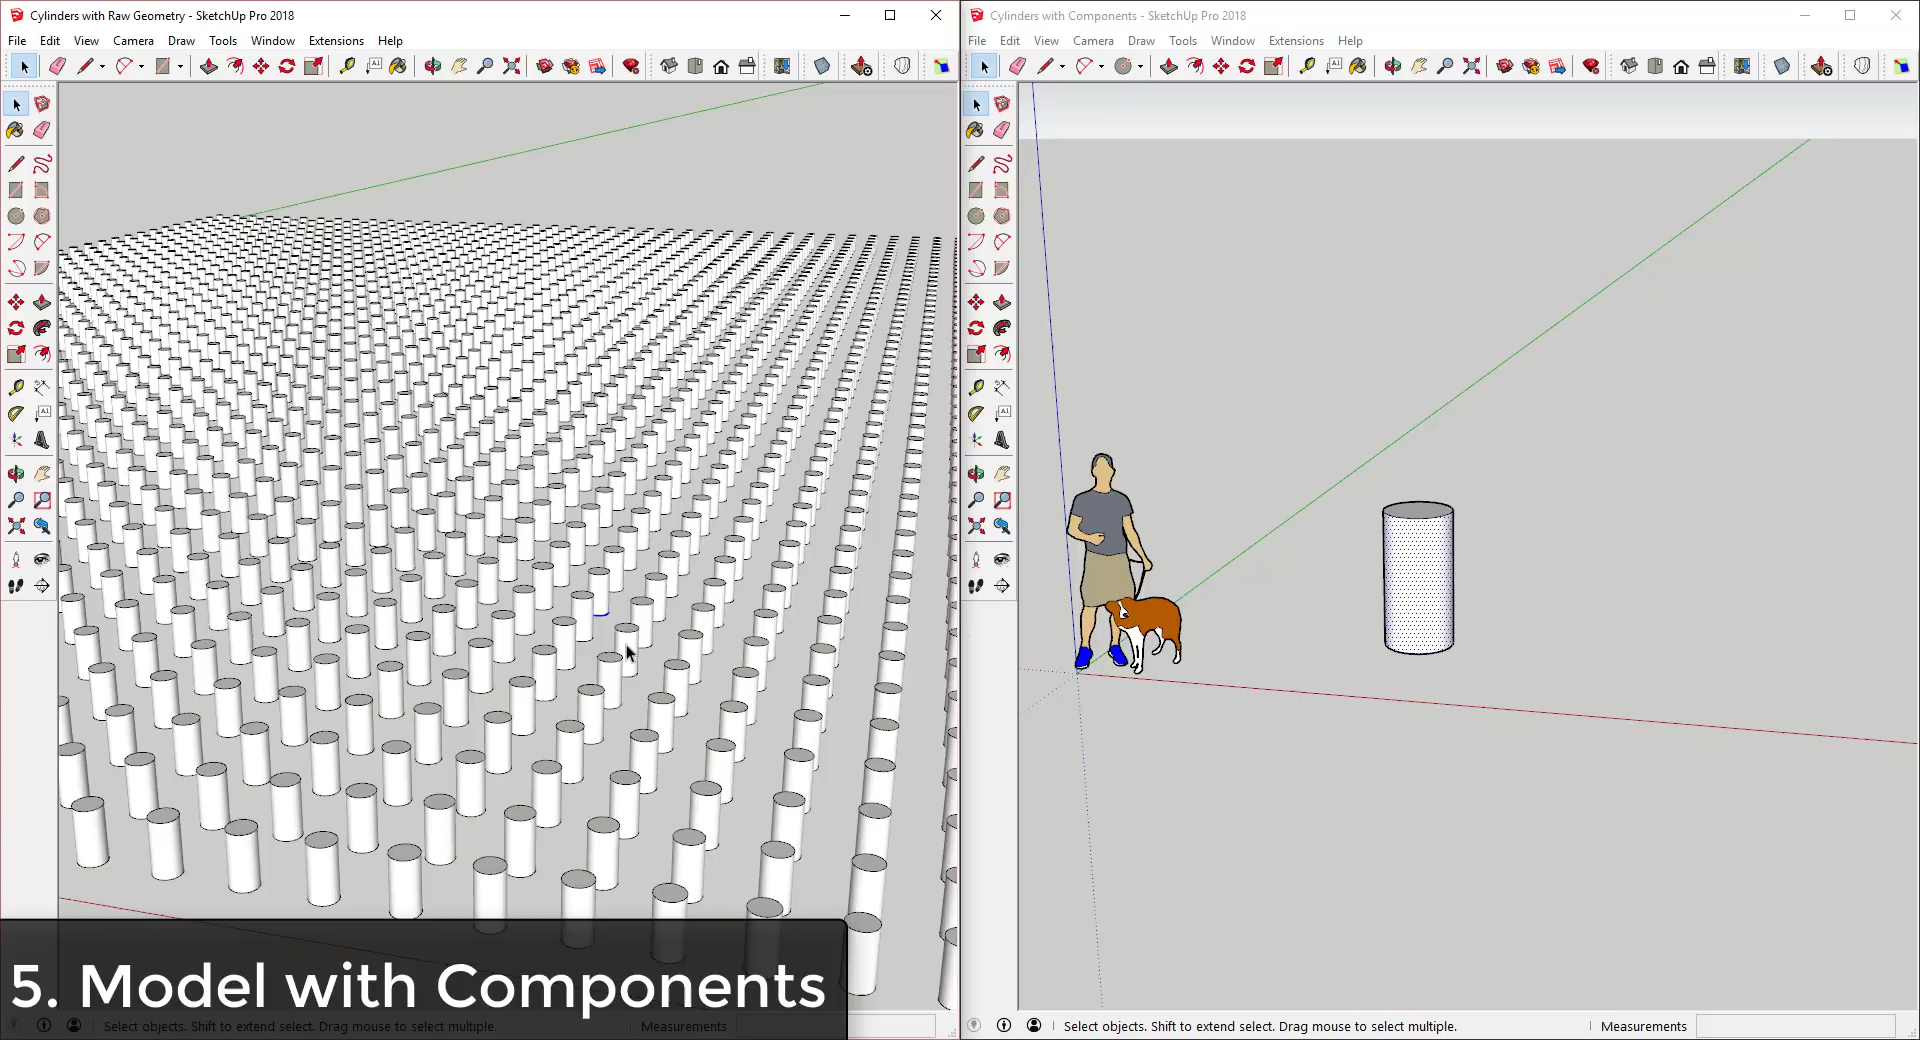 Cylinders with Raw Geometry - SketchUp Pro 2018
File Edit View Camera Draw Tools Window Extensions Help
5. Model with Components
Select objects. Shift to extend select. Drag mouse to select multiple.
Measurements
Cylinders with Components - SketchUp Pro 2018
File Edit View Camera Draw Tools Window Extensions Help
Select objects. Shift to extend select. Drag mouse to select multiple.
Measurements